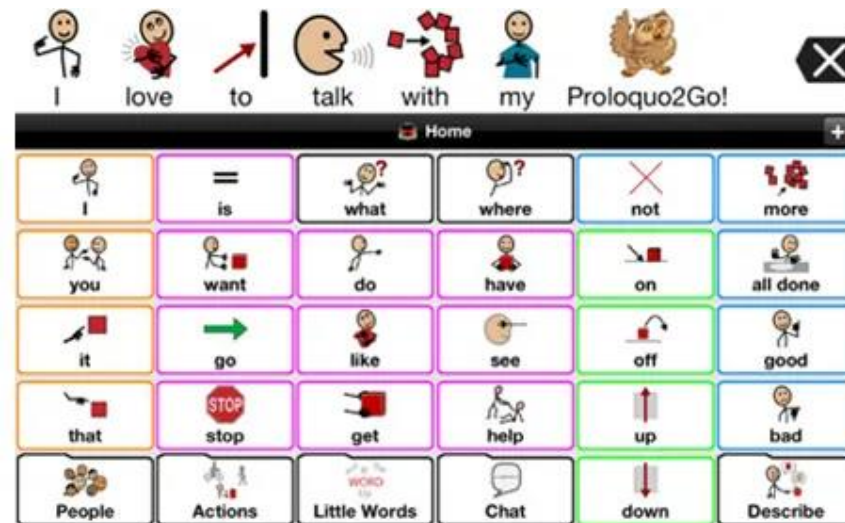 I love to talk with my Proloquo2Go!
Home
I is what where not more
you want do have on all done
it go like see off good
STOP
that stop get help up bad
WORD
People Actions Little Words Chat down Describe